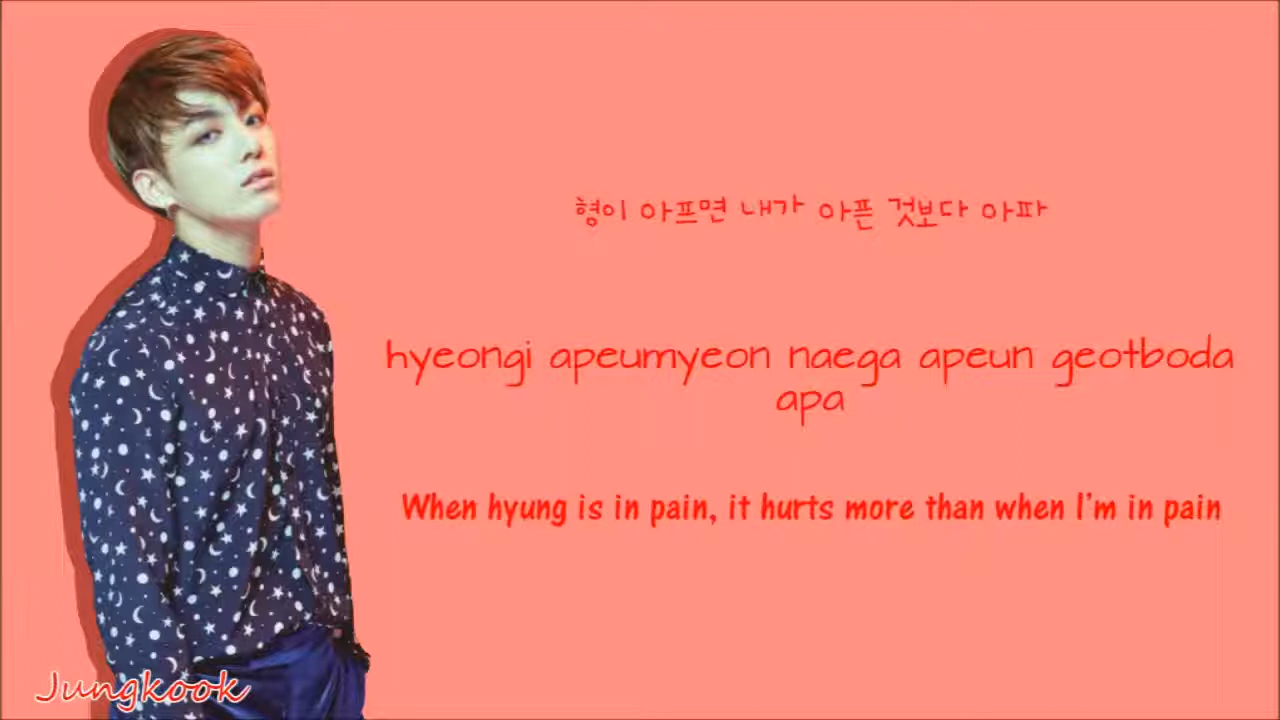 형이 아프면 내가 아픈 것보다 아파
hyeongi apeumyeon naega apeun geotboda
apa
When hyung is in pain, it hurts more than when I'm in pain
Jungkook